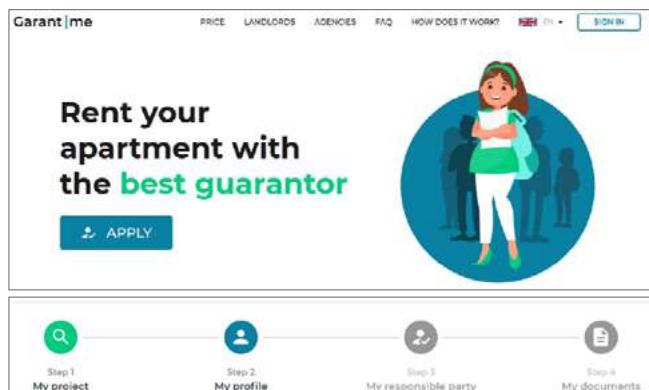 Garant|me
PRICE LANDLORDS AGENCIES FAQ HOW DOES IT WORK? EN SIGN IN
Rent your
apartment with
the best guarantor
APPLY
Step 1 Step 2 Step 3 Step 4
My project My profile My responsible party My documents